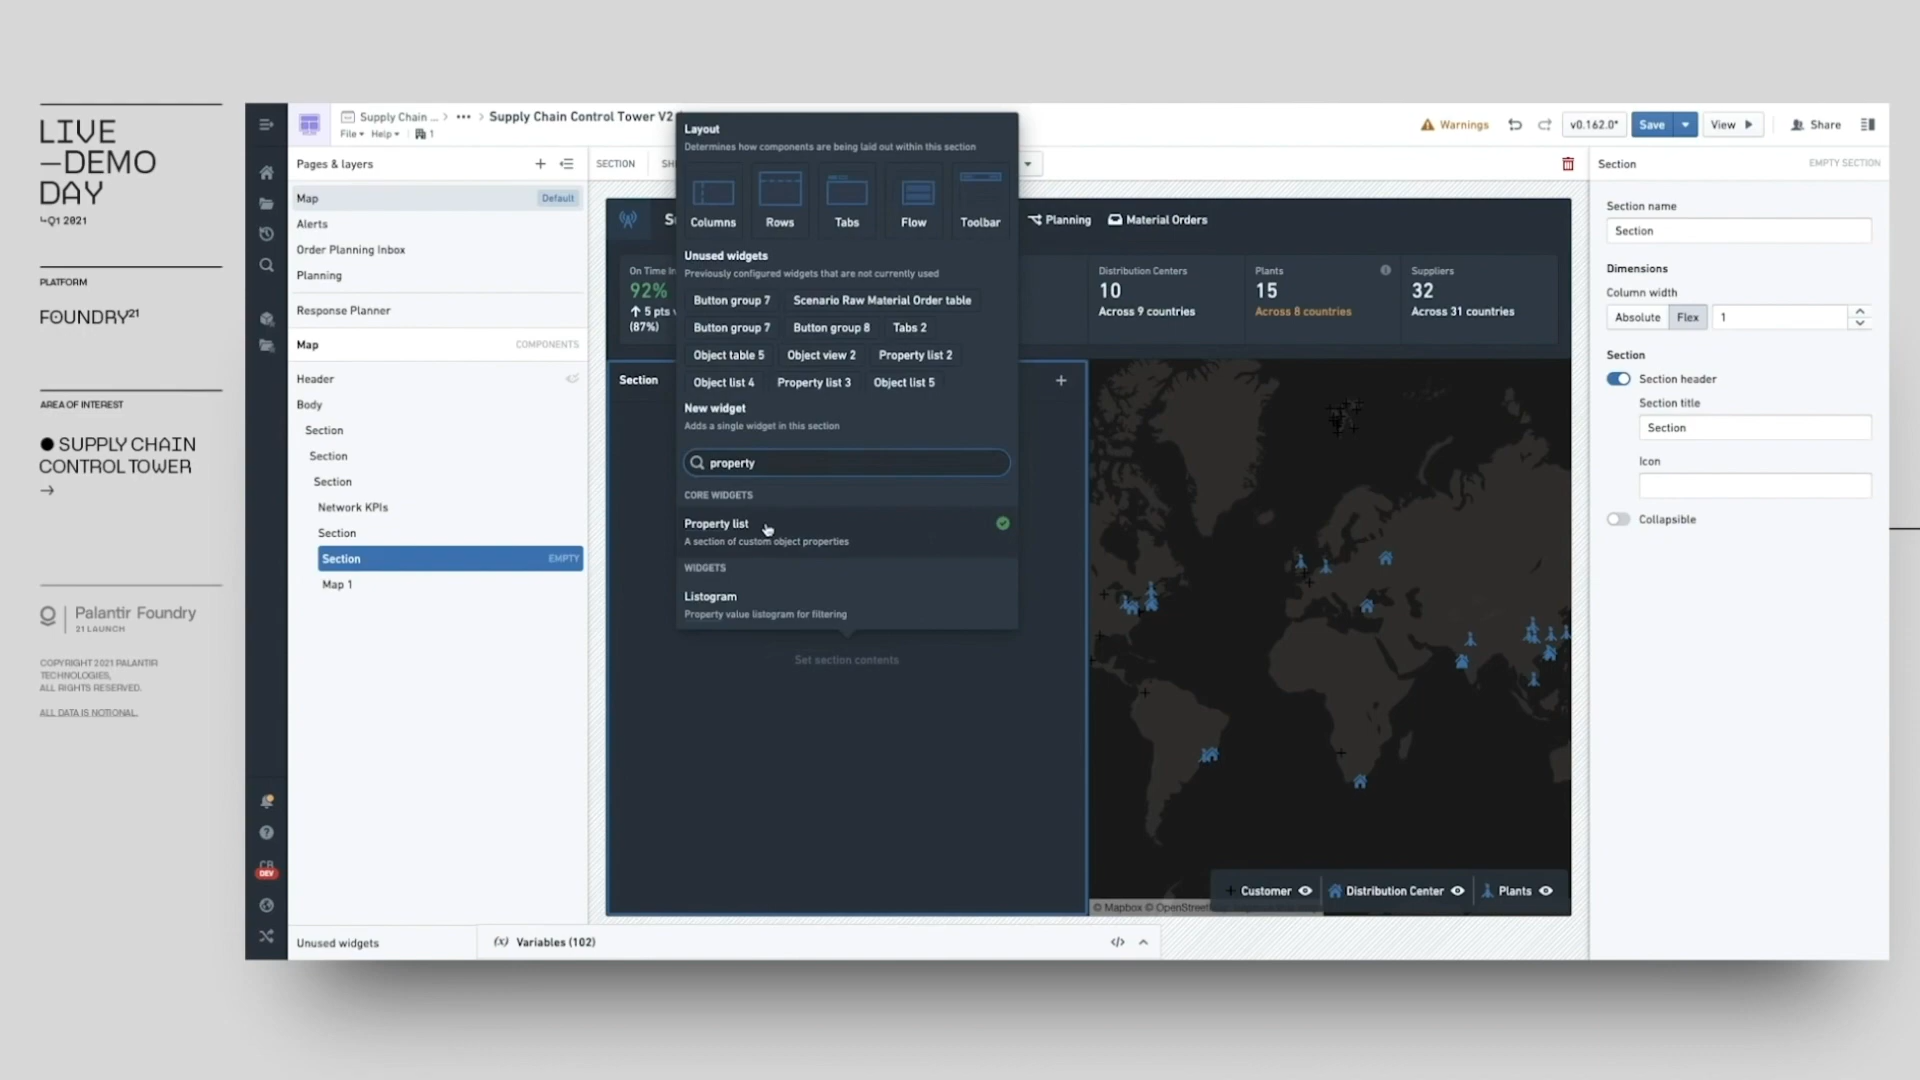 LIVE
—DEMO
DAY
↳Q1 2021
PLATFORM
FOUNDRY21
AREA OF INTEREST
● SUPPLY CHAIN
CONTROL TOWER
→
Palantir Foundry
21 LAUNCH
COPYRIGHT 2021 PALANTIR
TECHNOLOGIES,
ALL RIGHTS RESERVED.
ALL DATA IS NOTIONAL.
Supply Chain ... > ••• > Supply Chain Control Tower V2
File Help 1
Warnings
v0.162.0*
Save
View
Share
Pages & layers
Map Default
Alerts
Order Planning Inbox
Planning
Response Planner
Map COMPONENTS
Header
Body
Section
Section
Section
Network KPIs
Section
Section EMPTY
Map 1
Unused widgets
(x) Variables (102)
</>
SECTION
Planning
Material Orders
On Time
92%
5 pts
(87%)
Distribution Centers
10
Across 9 countries
Plants
15
Across 8 countries
Suppliers
32
Across 31 countries
Section
Layout
Determines how components are being laid out within this section
Columns Rows Tabs Flow Toolbar
Unused widgets
Previously configured widgets that are not currently used
Button group 7 Scenario Raw Material Order table
Button group 7 Button group 8 Tabs 2
Object table 5 Object view 2 Property list 2
Object list 4 Property list 3 Object list 5
New widget
Adds a single widget in this section
property
CORE WIDGETS
Property list
A section of custom object properties
WIDGETS
Listogram
Property value listogram for filtering
Set section contents
Customer
Distribution Center
Plants
© Mapbox © OpenStreet
Section EMPTY SECTION
Section name
Section
Dimensions
Column width
Absolute Flex 1
Section
Section header
Section title
Section
Icon
Collapsible
CB
DEV